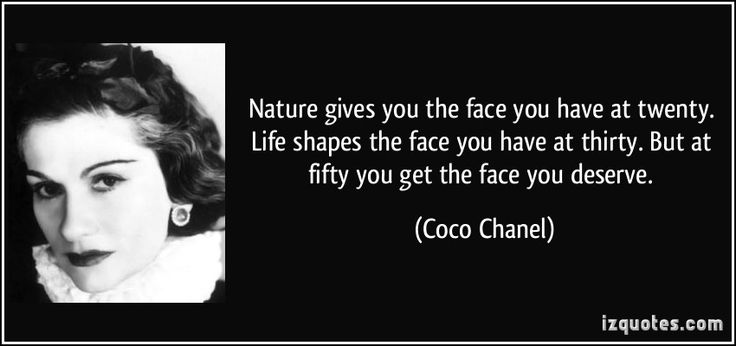 Nature gives you the face you have at twenty.
Life shapes the face you have at thirty. But at
fifty you get the face you deserve.
(Coco Chanel)
izquotes.com